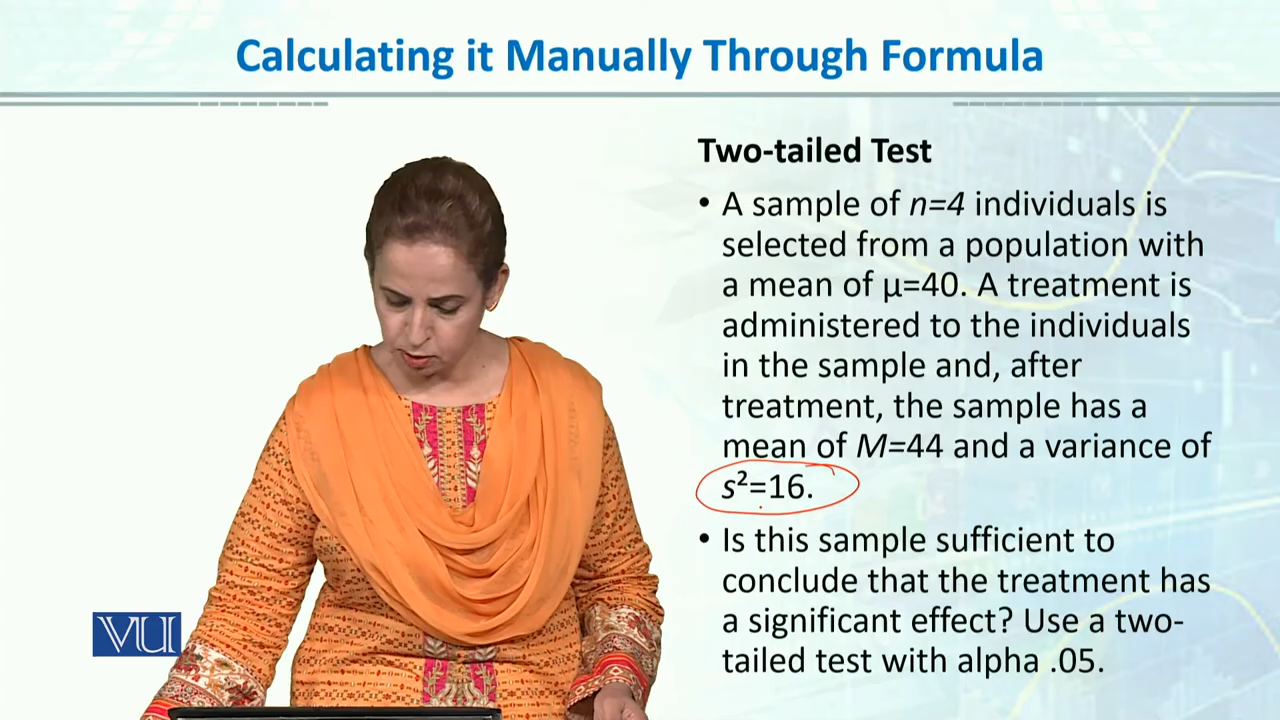 Calculating it Manually Through Formula
Two-tailed Test
• A sample of n=4 individuals is
selected from a population with
a mean of µ=40. A treatment is
administered to the individuals
in the sample and, after
treatment, the sample has a
mean of M=44 and a variance of
s²=16.
• Is this sample sufficient to
conclude that the treatment has
a significant effect? Use a two-
tailed test with alpha .05.
VU